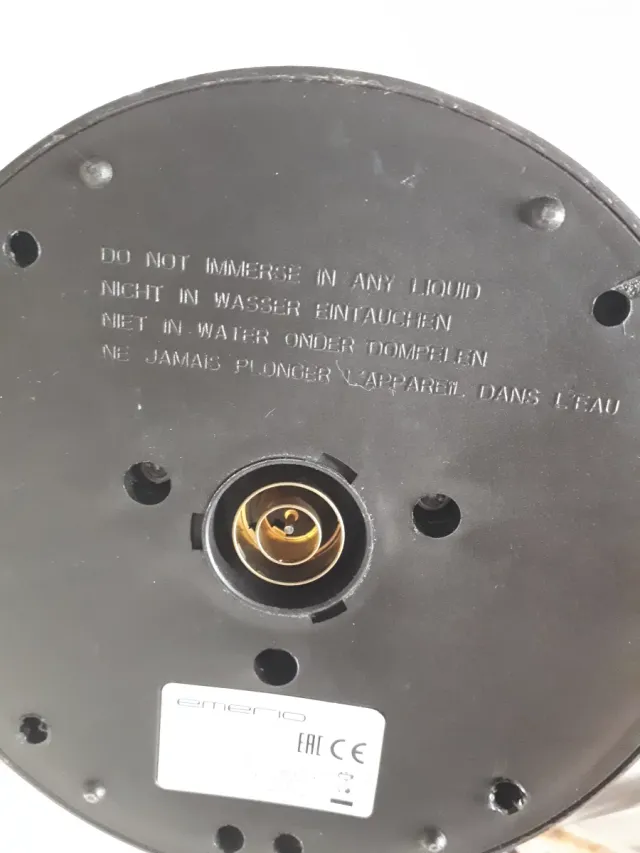 DO NOT IMMERSE IN ANY LIQUID
NICHT IN WASSER EINTAUCHEN
NIET IN WATER ONDER DOMPELEN
NE JAMAIS PLONGER L'APPAREIL DANS L'EAU
emerio
EAC CE